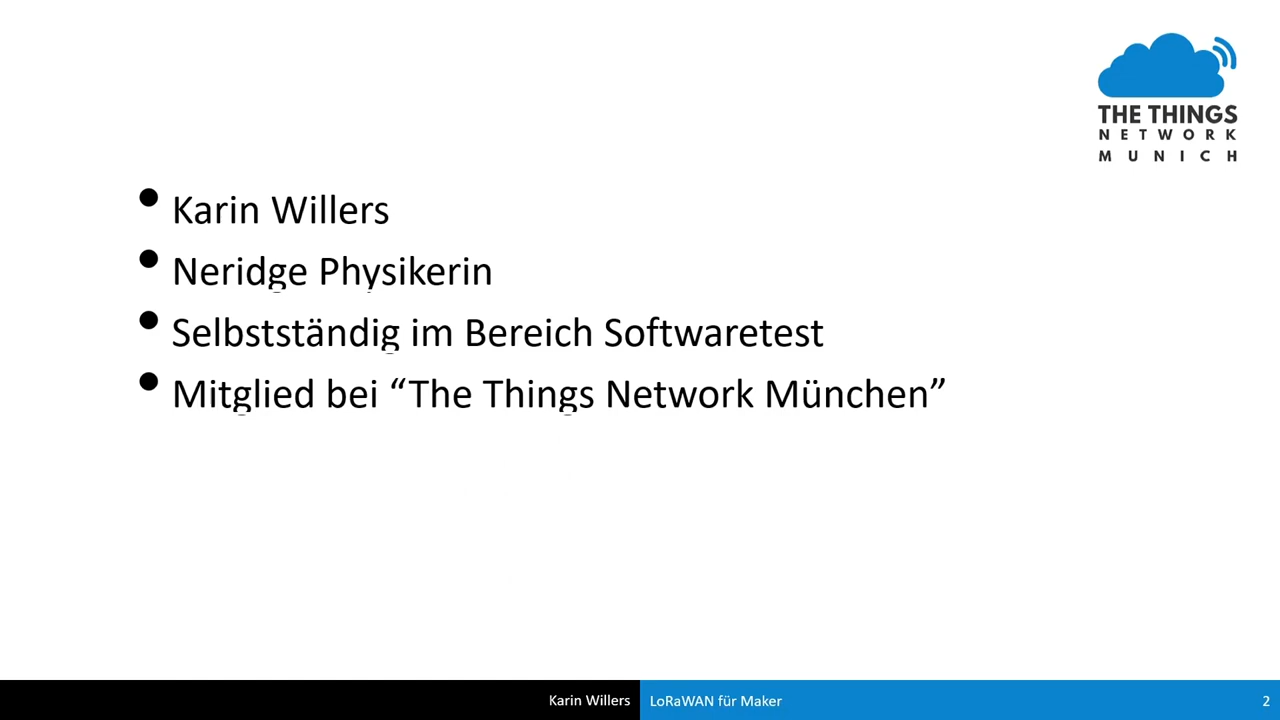 THE THINGS
NETWORK
MUNICH
• Karin Willers
• Neridge Physikerin
• Selbstständig im Bereich Softwaretest
• Mitglied bei “The Things Network München”
Karin Willers
LoRaWAN für Maker
2